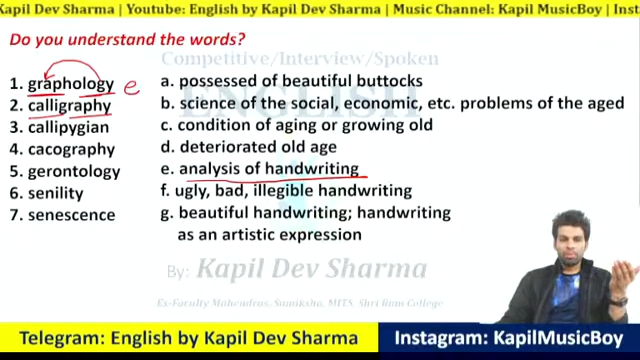 Kapil Dev Sharma | Youtube: English by Kapil Dev Sharma | Music Channel: Kapil MusicBoy | Inst
Do you understand the words?
Competitive/Interview/Spoken
ENGLISH
1. graphology e
2. calligraphy
3. callipygian
4. cacography
5. gerontology
6. senility
7. senescence
a. possessed of beautiful buttocks
b. science of the social, economic, etc. problems of the aged
c. condition of aging or growing old
d. deteriorated old age
e. analysis of handwriting
f. ugly, bad, illegible handwriting
g. beautiful handwriting; handwriting
as an artistic expression
By: Kapil Dev Sharma
Ex-Faculty Mahendras, Samiksha, MITS, Shri Ram College
Telegram: English by Kapil Dev Sharma
Instagram: KapilMusicBoy